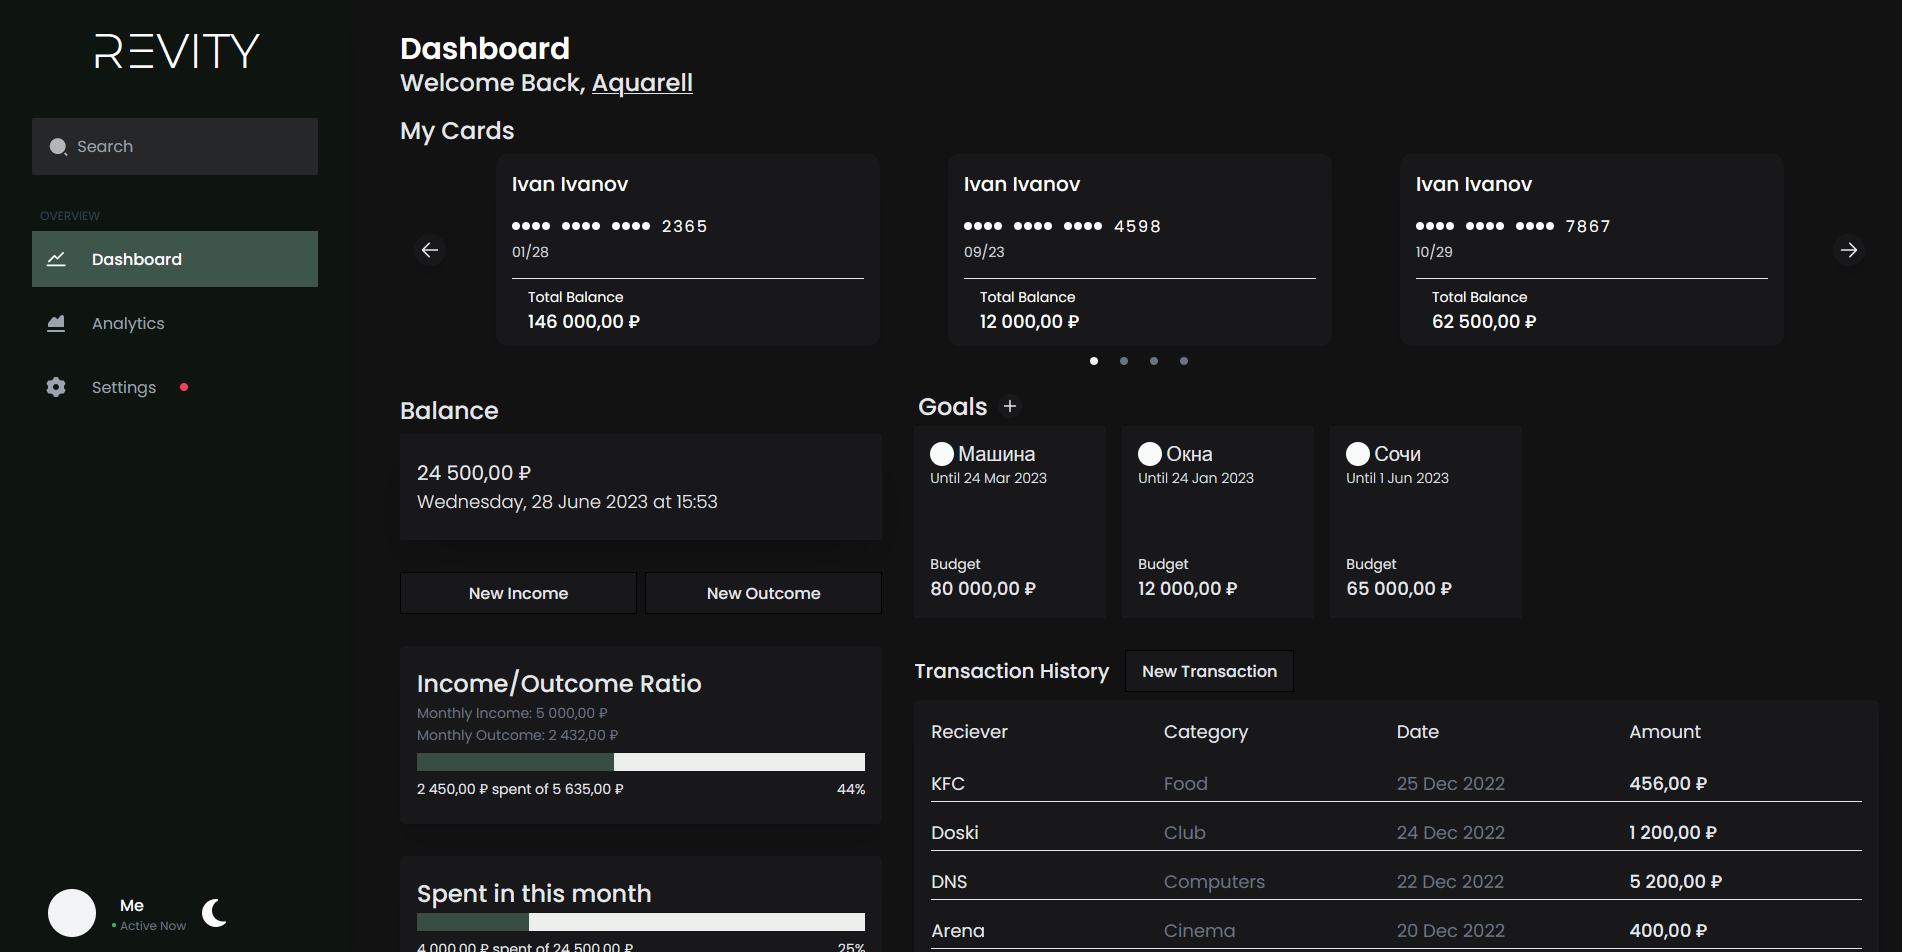 REVITY
Search
OVERVIEW
Dashboard
Analytics
Settings
Me
Active Now
Dashboard
Welcome Back, Aquarell
My Cards
Ivan Ivanov
●●●● ●●●● ●●●● 2365
01/28
Total Balance
146 000,00 ₽
Ivan Ivanov
●●●● ●●●● ●●●● 4598
09/23
Total Balance
12 000,00 ₽
Ivan Ivanov
●●●● ●●●● ●●●● 7867
10/29
Total Balance
62 500,00 ₽
Balance
24 500,00 ₽
Wednesday, 28 June 2023 at 15:53
New Income
New Outcome
Income/Outcome Ratio
Monthly Income: 5 000,00 ₽
Monthly Outcome: 2 432,00 ₽
2 450,00 ₽ spent of 5 635,00 ₽ 44%
Spent in this month
4 000,00 ₽ spent of 24 500,00 ₽ 25%
Goals +
Машина
Until 24 Mar 2023
Budget
80 000,00 ₽
Окна
Until 24 Jan 2023
Budget
12 000,00 ₽
Сочи
Until 1 Jun 2023
Budget
65 000,00 ₽
Transaction History
New Transaction
Reciever Category Date Amount
KFC Food 25 Dec 2022 456,00 ₽
Doski Club 24 Dec 2022 1 200,00 ₽
DNS Computers 22 Dec 2022 5 200,00 ₽
Arena Cinema 20 Dec 2022 400,00 ₽